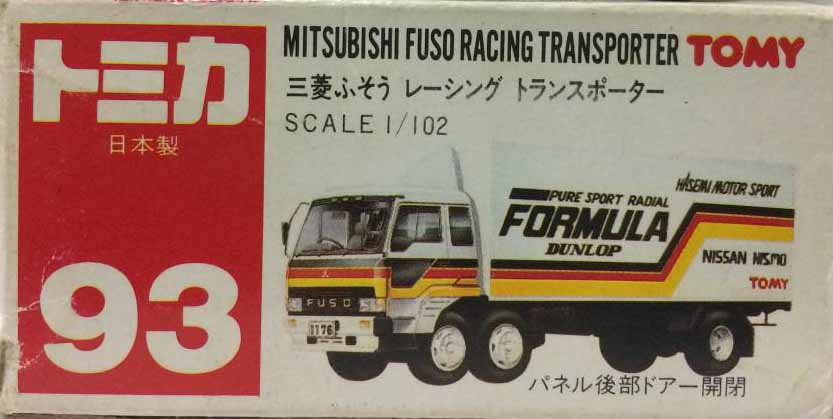 トミカ
日本製
93
MITSUBISHI FUSO RACING TRANSPORTER TOMY
三菱ふそう レーシング トランスポーター
SCALE 1/102
HASEMI MOTOR SPORT
PURE SPORT RADIAL
FORMULA
DUNLOP
NISSAN NISMO
TOMY
FUSO
1176
パネル後部ドアー開閉